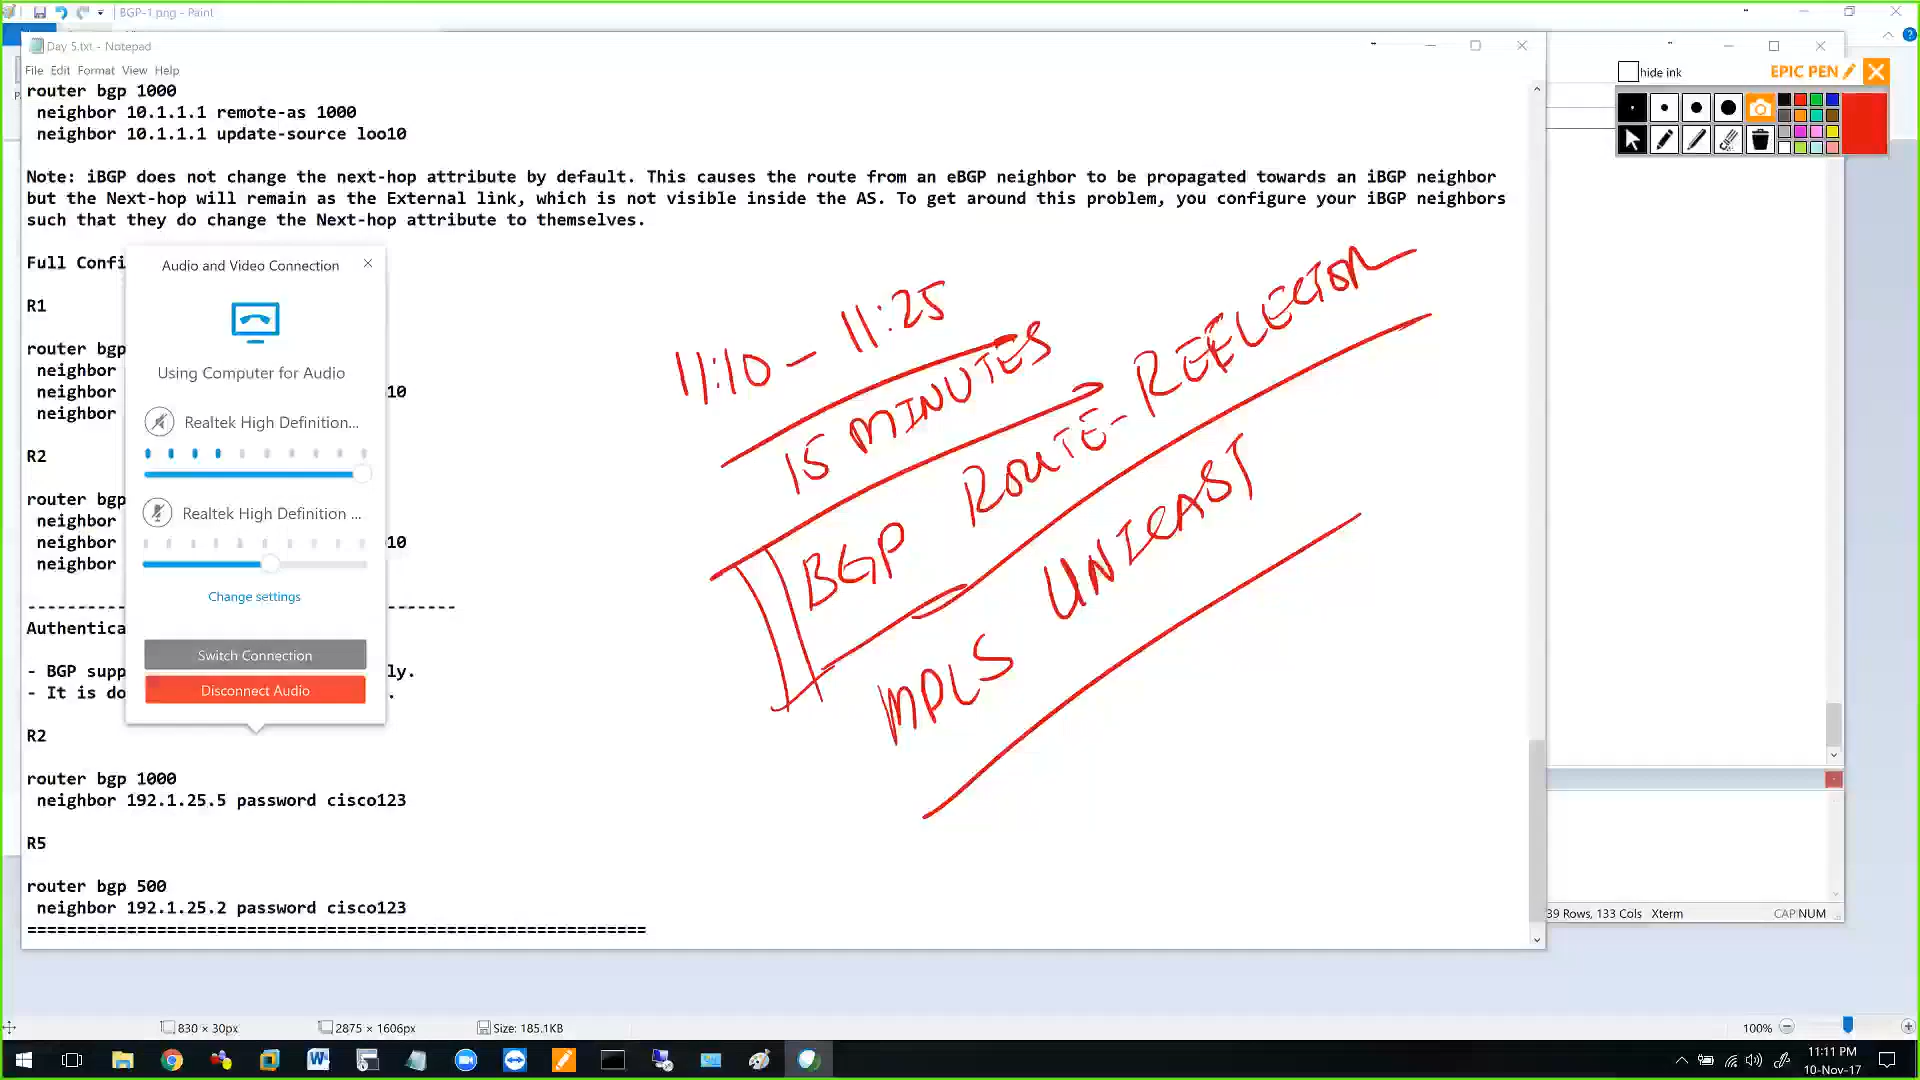 BGP-1.png - Paint
Day 5.txt - Notepad
File Edit Format View Help
hide ink
EPIC PEN
router bgp 1000
neighbor 10.1.1.1 remote-as 1000
neighbor 10.1.1.1 update-source loo10
Note: iBGP does not change the next-hop attribute by default. This causes the route from an eBGP neighbor to be propagated towards an iBGP neighbor
but the Next-hop will remain as the External link, which is not visible inside the AS. To get around this problem, you configure your iBGP neighbors
such that they do change the Next-hop attribute to themselves.
Full Confi
R1
router bgp
neighbor
neighbor 10
neighbor
R2
router bgp
neighbor
neighbor 10
neighbor
Authentica
- BGP supp ly.
- It is do .
R2
router bgp 1000
neighbor 192.1.25.5 password cisco123
R5
router bgp 500
neighbor 192.1.25.2 password cisco123
=============================================================
Audio and Video Connection
Using Computer for Audio
Realtek High Definition...
Realtek High Definition ...
Change settings
Switch Connection
Disconnect Audio
11:10 - 11:25
15 MINUTES
BGP ROUTE-REFLECTOR
MPLS UNICAST
39 Rows, 133 Cols Xterm CAP NUM
830 × 30px 2875 × 1606px Size: 185.1KB 100%
11:11 PM
10-Nov-17